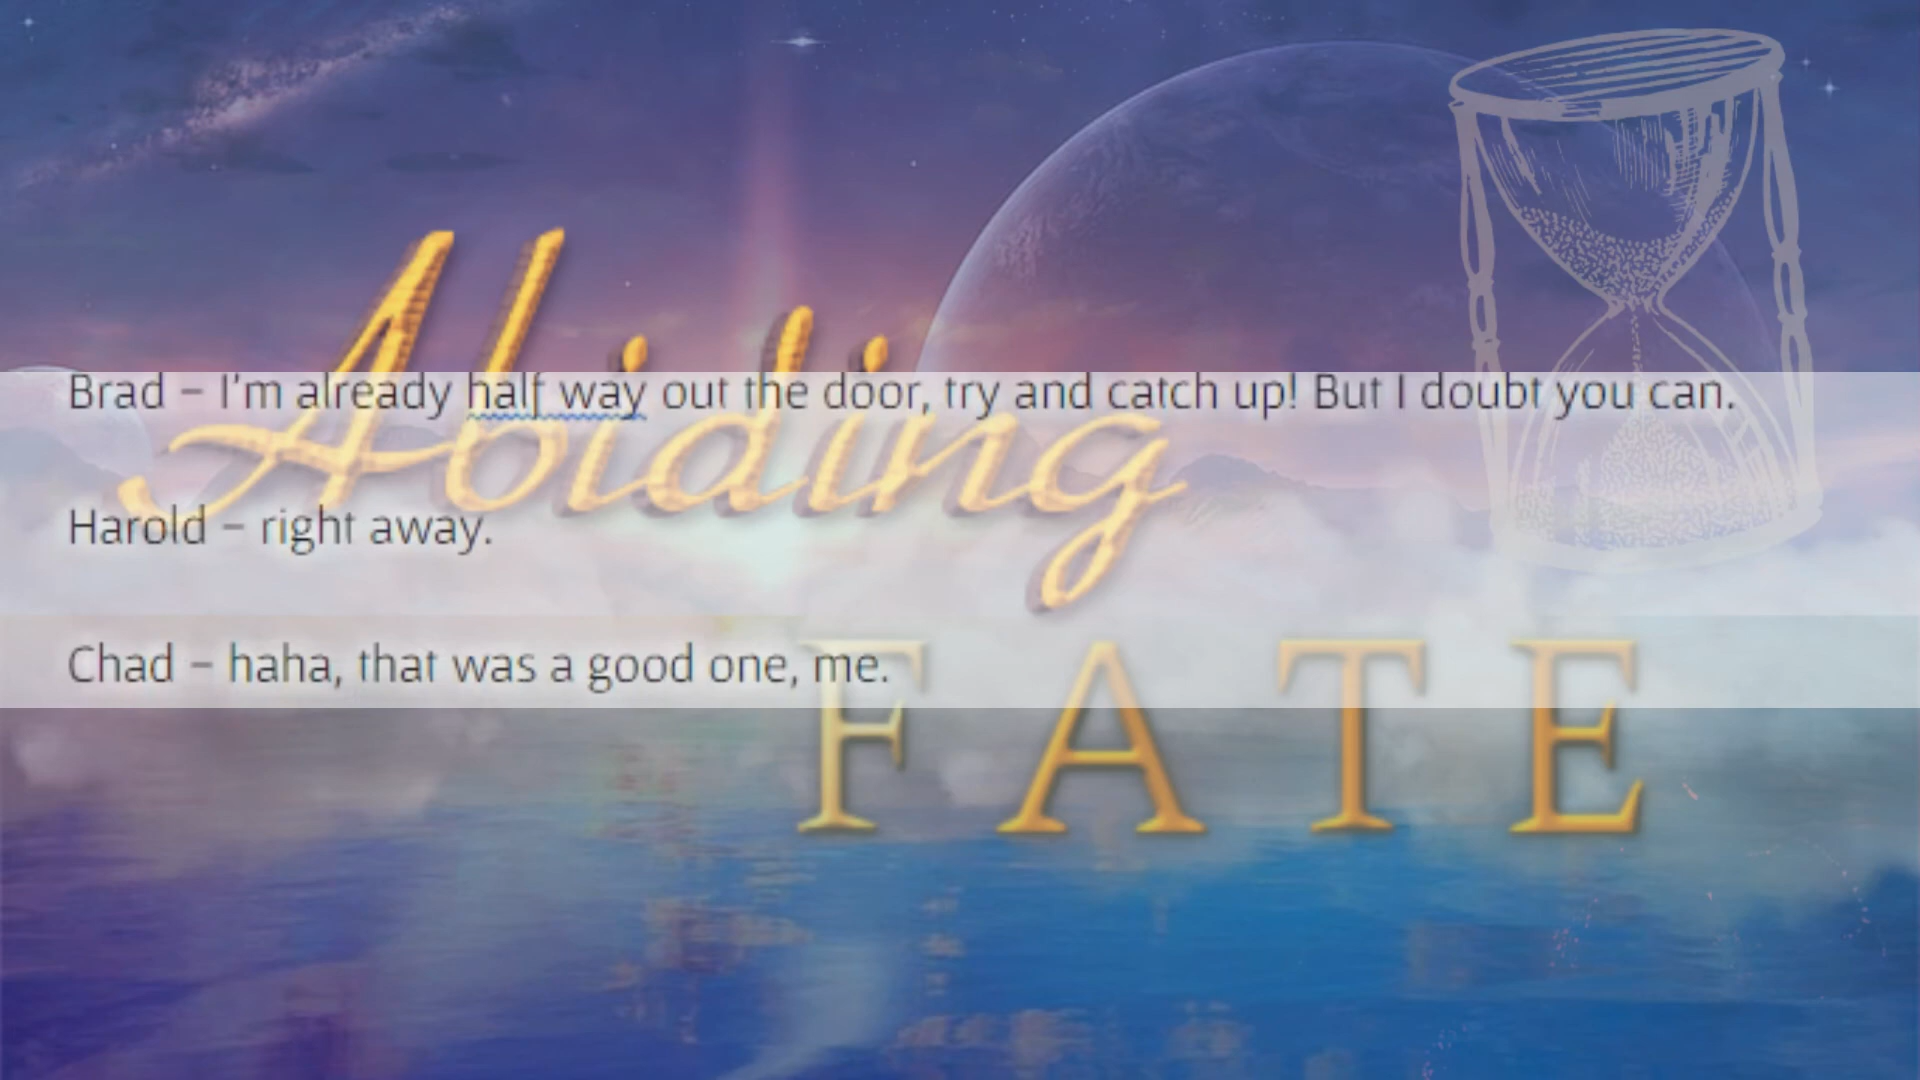 Abiding
Brad – I'm already half way out the door, try and catch up! But I doubt you can.
Harold – right away.
FATE
Chad – haha, that was a good one, me.